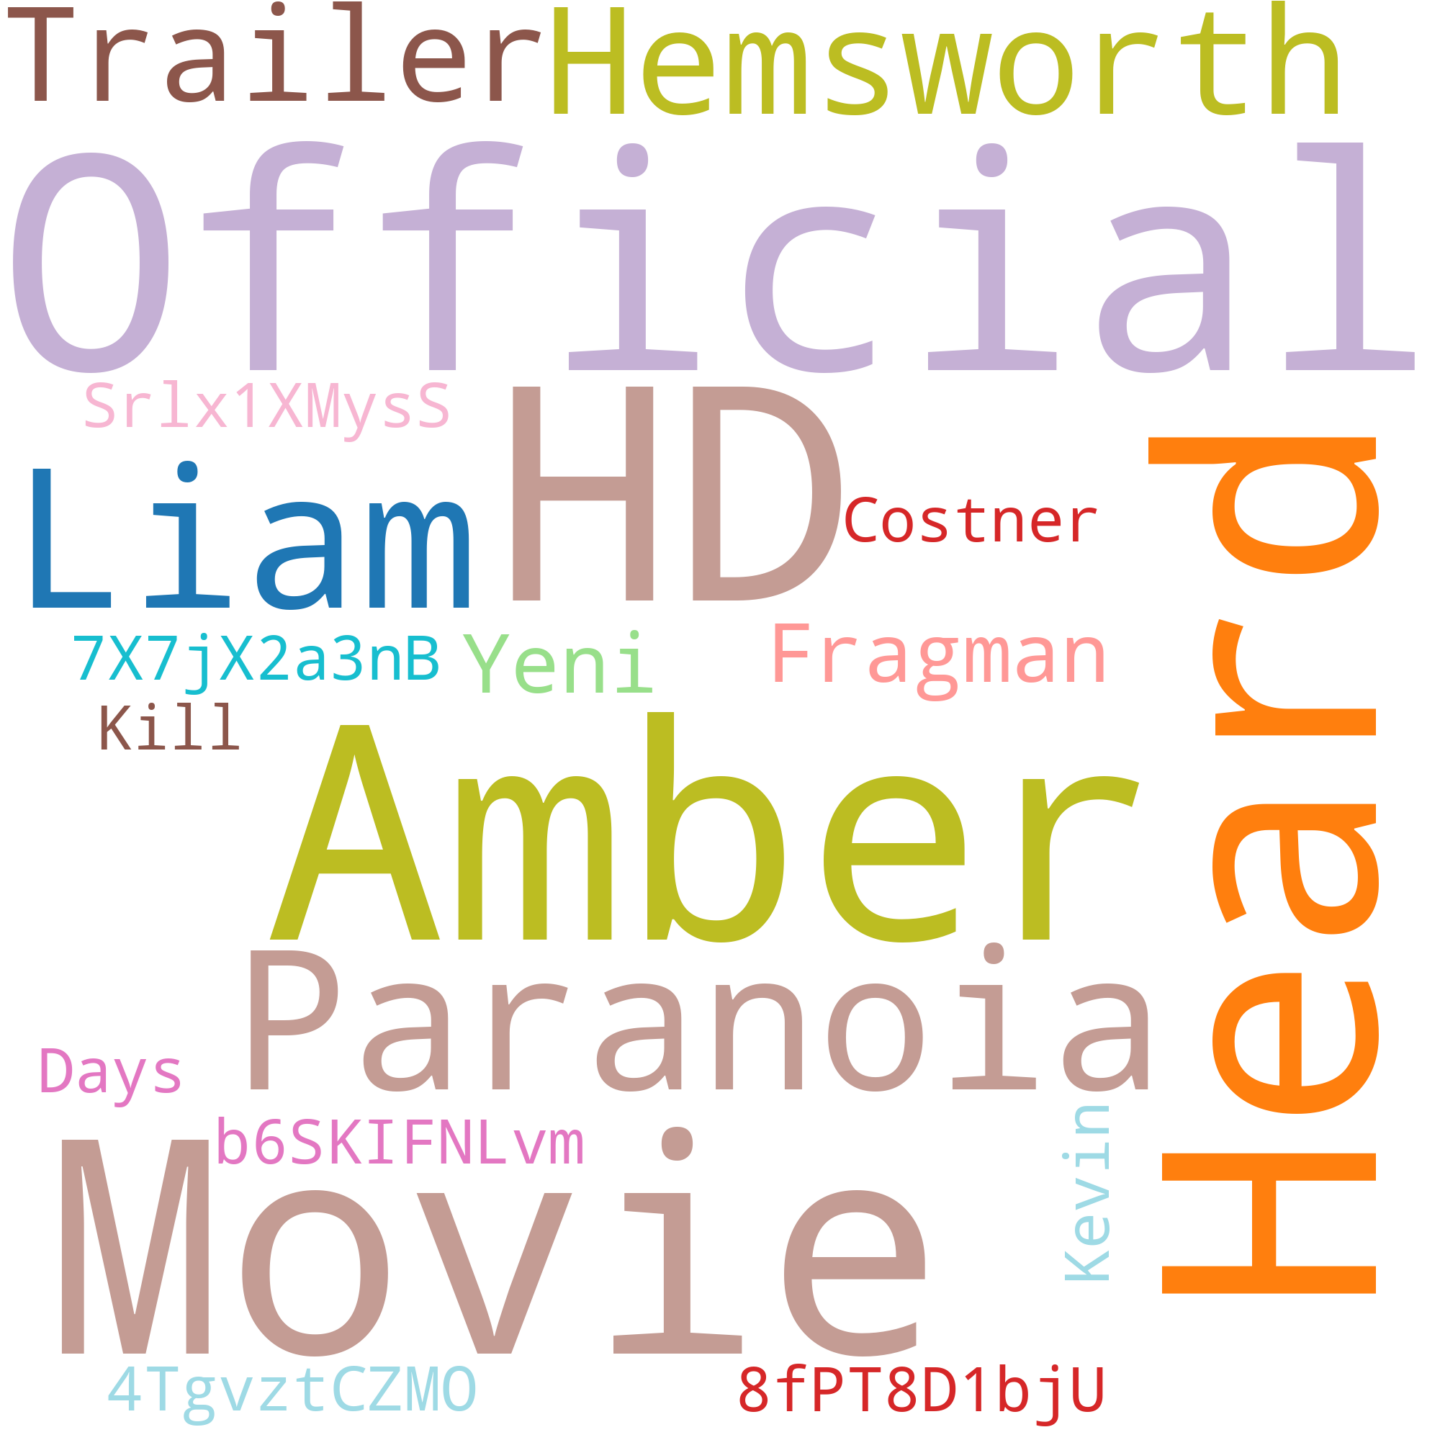 Trailer Hemsworth
Official
Srlx1XMysS
HD
Liam
Costner
Heard
7X7jX2a3nB Yeni Fragman
Kill
Amber
Paranoia
Days
b6SKIFNLvm
Kevin
Movie
4TgvztCZMO 8fPT8D1bjU